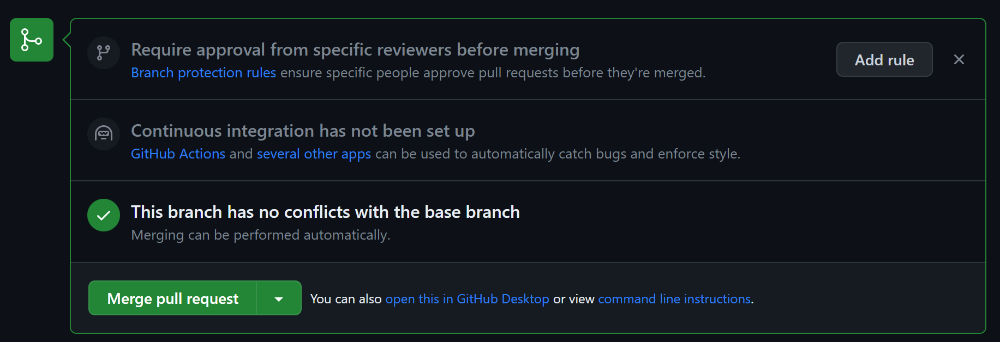 Require approval from specific reviewers before merging
Branch protection rules ensure specific people approve pull requests before they're merged.
Add rule
Continuous integration has not been set up
GitHub Actions and several other apps can be used to automatically catch bugs and enforce style.
This branch has no conflicts with the base branch
Merging can be performed automatically.
Merge pull request
You can also open this in GitHub Desktop or view command line instructions.